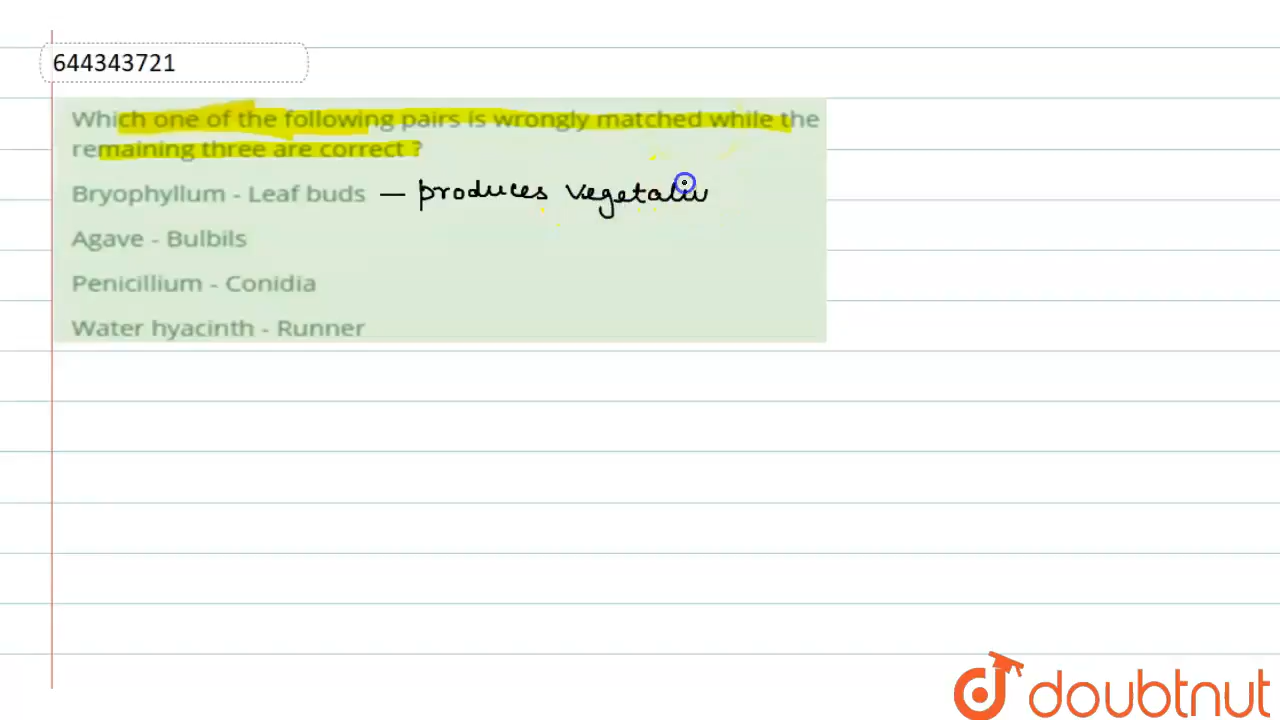 644343721
Which one of the following pairs is wrongly matched while the
remaining three are correct ?
Bryophyllum - Leaf buds — produces vegetativ
Agave - Bulbils
Penicillium - Conidia
Water hyacinth - Runner
doubtnut